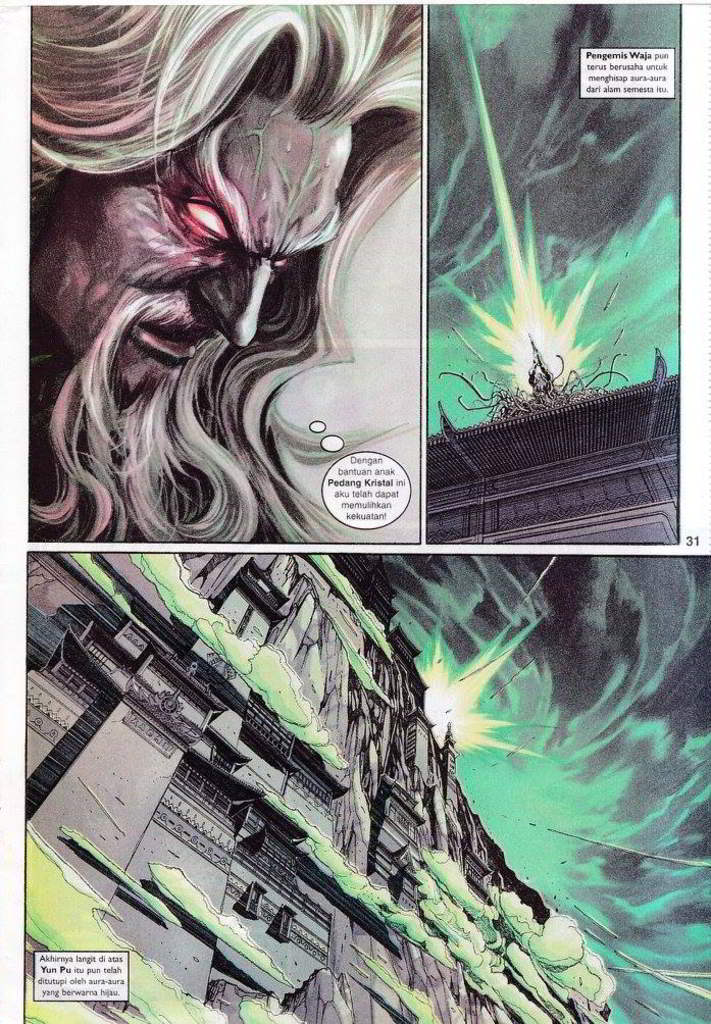 Dengan
bantuan anak
Pedang Kristal ini
aku telah dapat
memulihkan
kekuatan!
Pengemis Waja pun
terus berusaha untuk
menghisap aura-aura
dari alam semesta itu.
31
Akhirnya langit di atas
Yun Pu itu pun telah
ditutupi oleh aura-aura
yang berwarna hijau.